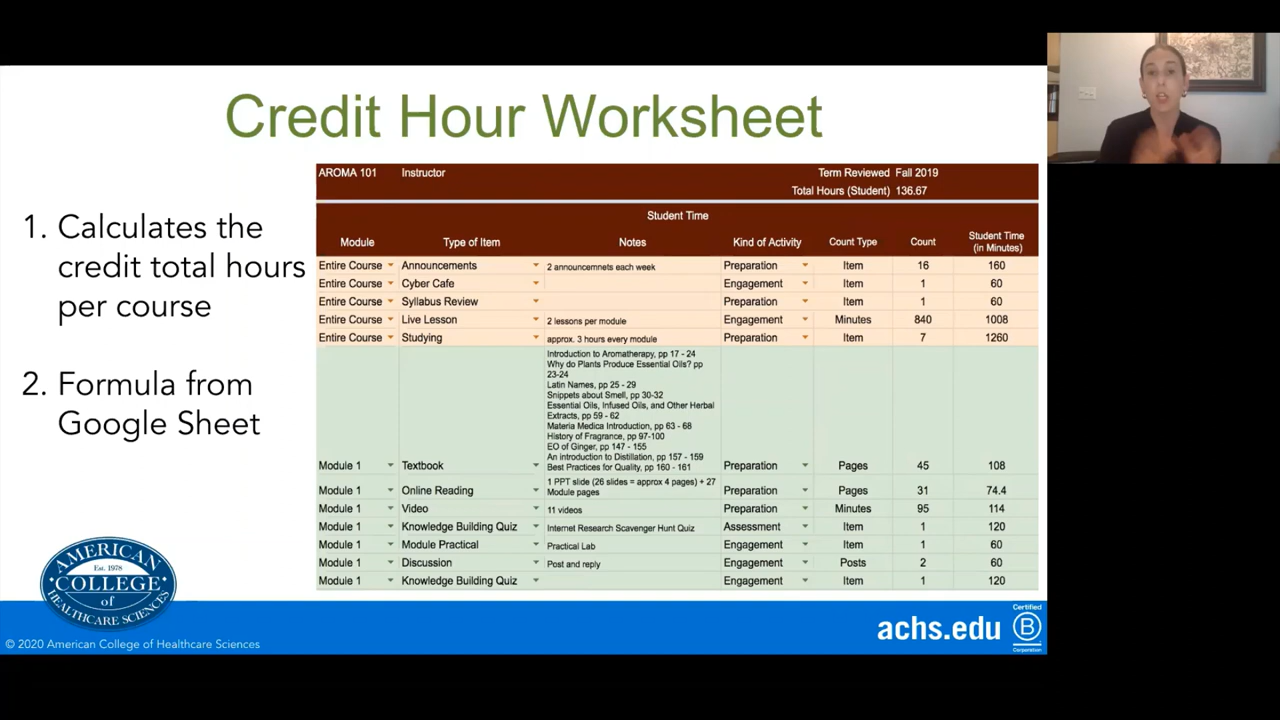 Credit Hour Worksheet
1. Calculates the
credit total hours
per course
2. Formula from
Google Sheet
AROMA 101 Instructor Term Reviewed Fall 2019
Total Hours (Student) 136.67
Student Time
Module Type of Item Notes Kind of Activity Count Type Count Student Time
(in Minutes)
Entire Course Announcements 2 announcemnets each week Preparation Item 16 160
Entire Course Cyber Cafe Engagement Item 1 60
Entire Course Syllabus Review Preparation Item 1 60
Entire Course Live Lesson 2 lessons per module Engagement Minutes 840 1008
Entire Course Studying approx. 3 hours every module Preparation Item 7 1260
Introduction to Aromatherapy, pp 17 - 24
Why do Plants Produce Essential Oils? pp
23-24
Latin Names, pp 25 - 29
Snippets about Smell, pp 30-32
Essential Oils, Infused Oils, and Other Herbal
Extracts, pp 59 - 62
Materia Medica Introduction, pp 63 - 68
History of Fragrance, pp 97-100
EO of Ginger, pp 147 - 155
An introduction to Distillation, pp 157 - 159
Module 1 Textbook Best Practices for Quality, pp 160 - 161 Preparation Pages 45 108
1 PPT slide (26 slides = approx 4 pages) + 27
Module 1 Online Reading Module pages Preparation Pages 31 74.4
Module 1 Video 11 videos Preparation Minutes 95 114
Module 1 Knowledge Building Quiz Internet Research Scavenger Hunt Quiz Assessment Item 1 120
Module 1 Module Practical Practical Lab Engagement Item 1 60
Module 1 Discussion Post and reply Engagement Posts 2 60
Module 1 Knowledge Building Quiz Engagement Item 1 120
AMERICAN
Est. 1978
COLLEGE
of
HEALTHCARE SCIENCES
© 2020 American College of Healthcare Sciences
achs.edu
Certified
B
Corporation